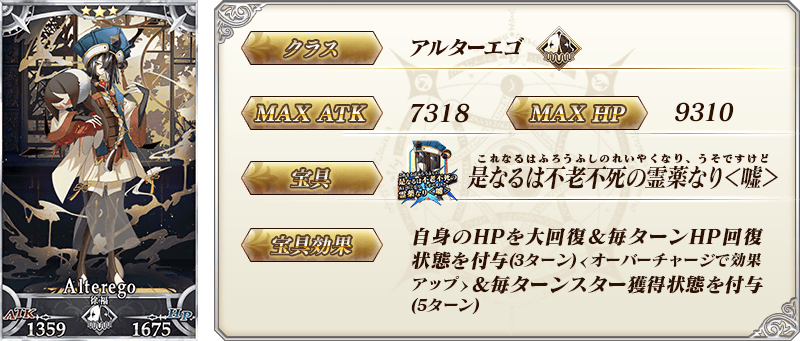 Alterego
徐福
ATK
HP
1359
1675
クラス
アルターエゴ
MAX ATK
7318
MAX HP
9310
宝具
これなるはふろうふしのれいやくなり、うそですけど
是なるは不老不死の霊薬なり<嘘>
宝具効果
自身のHPを大回復&毎ターンHP回復
状態を付与(3ターン)<オーバーチャージで効果
アップ>&毎ターンスター獲得状態を付与
(5ターン)